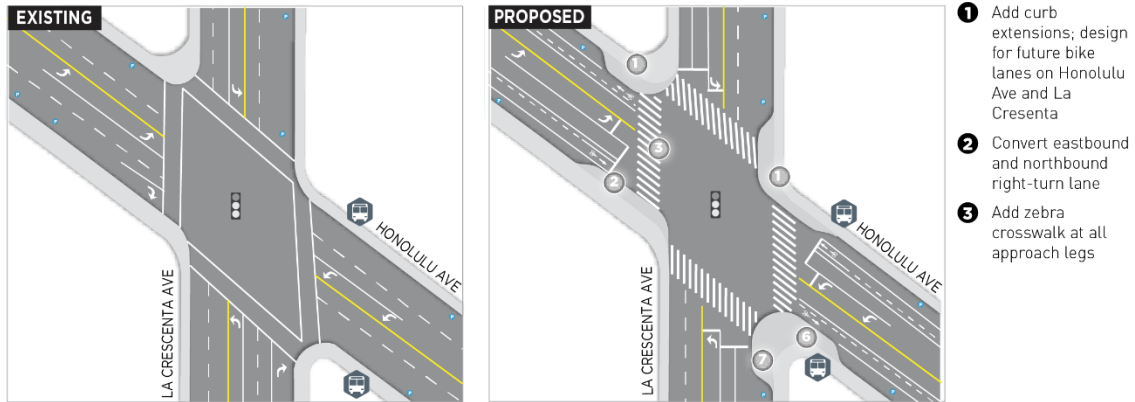 EXISTING
LA CRESCENTA AVE
HONOLULU AVE
PROPOSED
1
3
2
1
LA CRESCENTA AVE
HONOLULU AVE
6
7
1 Add curb
extensions; design
for future bike
lanes on Honolulu
Ave and La
Cresenta
2 Convert eastbound
and northbound
right-turn lane
3 Add zebra
crosswalk at all
approach legs